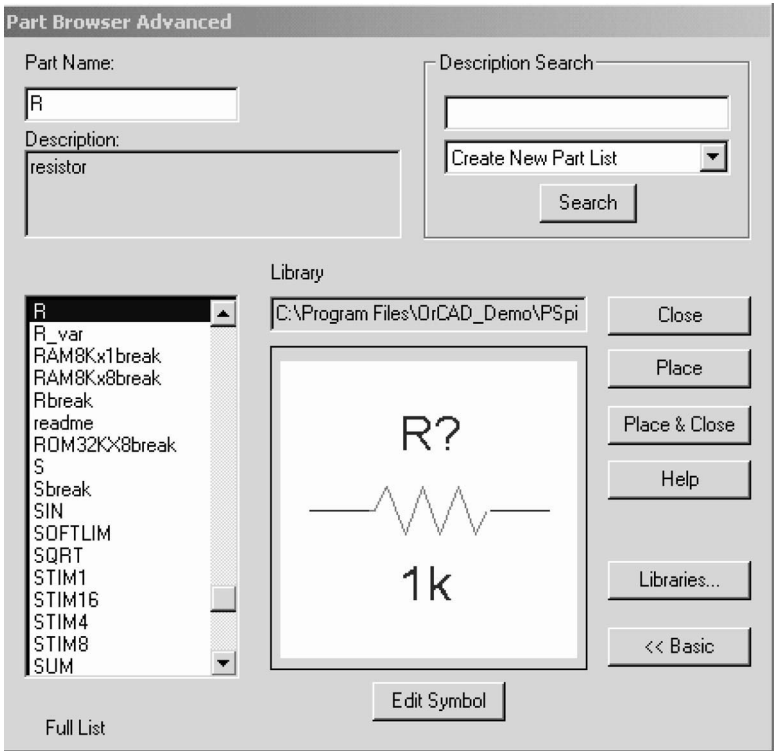 Part Browser Advanced
Part Name:
R
Description:
resistor
Description Search
Create New Part List
Search
Library
C:\Program Files\OrCAD_Demo\PSpi
R
R_var
RAM8Kx1break
RAM8Kx8break
Rbreak
readme
ROM32KX8break
S
Sbreak
SIN
SOFTLIM
SQRT
STIM1
STIM16
STIM4
STIM8
SUM
Full List
R?
1k
Edit Symbol
Close
Place
Place & Close
Help
Libraries...
<< Basic